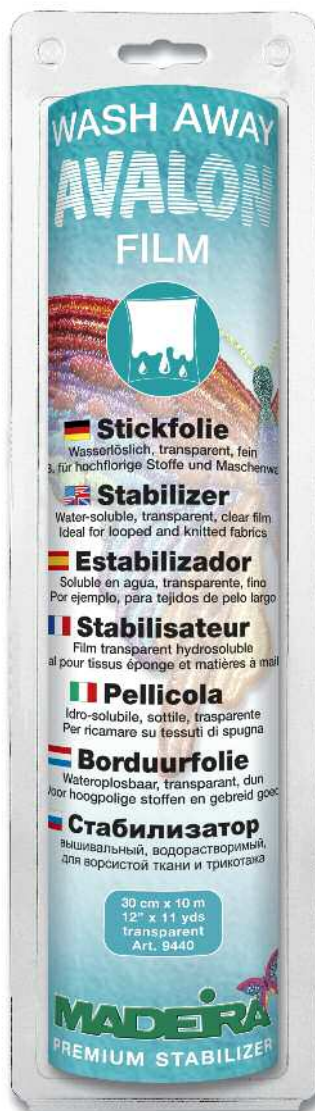 WASH AWAY
AVALON
FILM
Stickfolie
Wasserlöslich, transparent, fein
für hochflorige Stoffe und
Stabilizer
Water-soluble, transparent, clear film
Ideal for looped and knitted fabrics
Estabilizador
Soluble en agua, transparente, fino
Por ejemplo, para tejidos de pelo largo
Stabilisateur
Film transparent hydrosoluble
pour tissus éponge et matières à
Pellicola
Idro-solubile, sottile, trasparente
Per ricamare su tessuti di spugna
Borduurfolie
Wateroplosbaar, transparant, dun
voor hoogpolige stoffen en gebreid
Стабилизатор
вышивальный, водорастворимый,
для ворсистой ткани и трикотажа
30 cm x 10 m
12" x 11 yds
transparent
Art. 9440
MADEIRA
PREMIUM STABILIZER